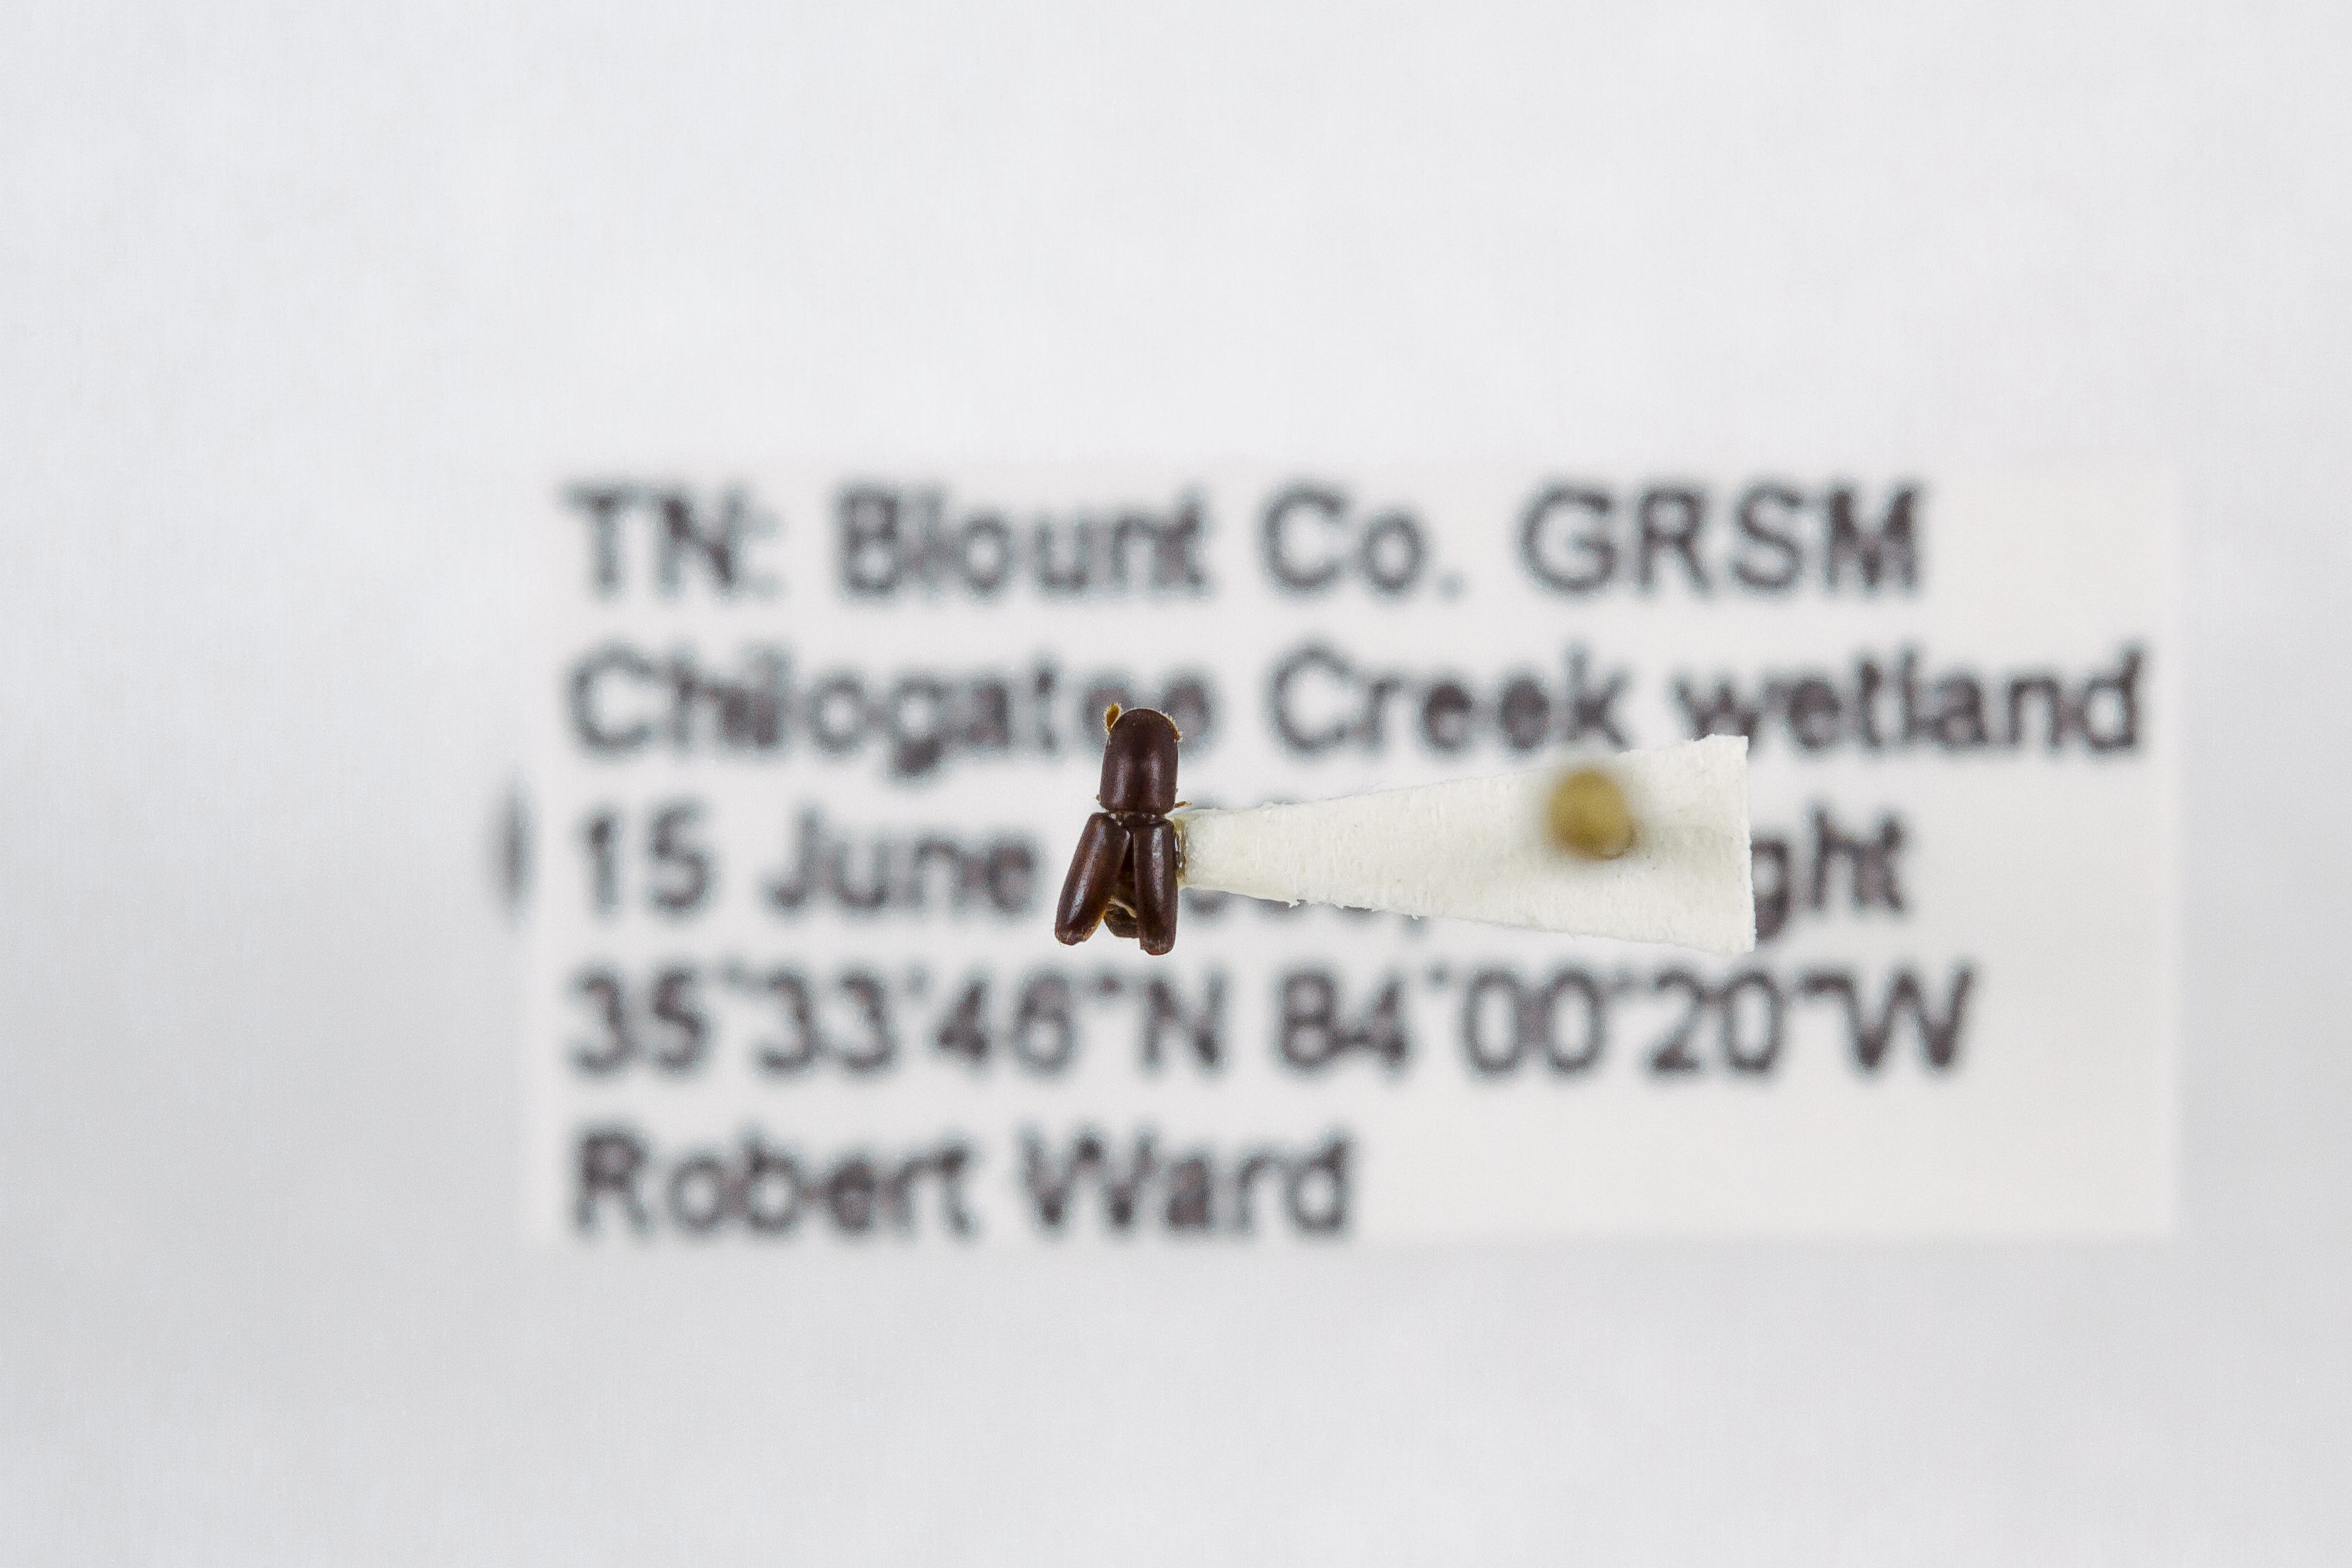 TN: Blount Co. GRSM
Chilogatee Creek wetland
15 June
35°33'46"N 84°00'20"W
Robert Ward